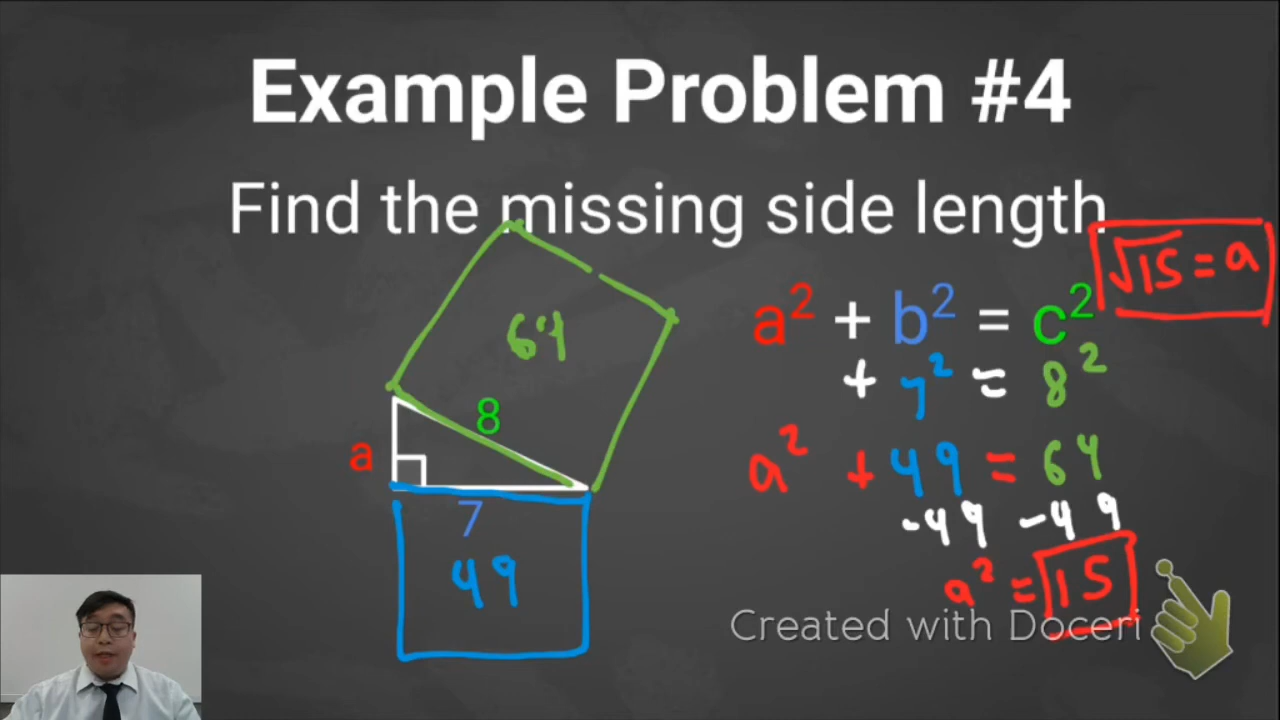 Example Problem #4
Find the missing side length.
√15 = a
a² + b² = c²
+ 7² = 8²
a² + 49 = 64
-49 -49
a² = 15
64
8
a
7
49
Created with Doceri